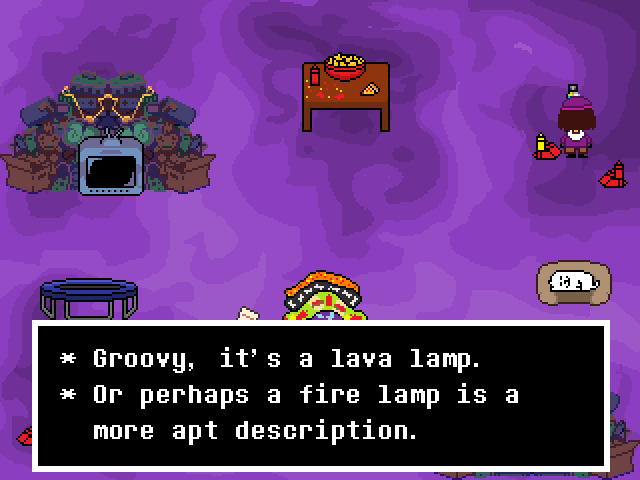 * Groovy, it's a lava lamp.
* Or perhaps a fire lamp is a
more apt description.